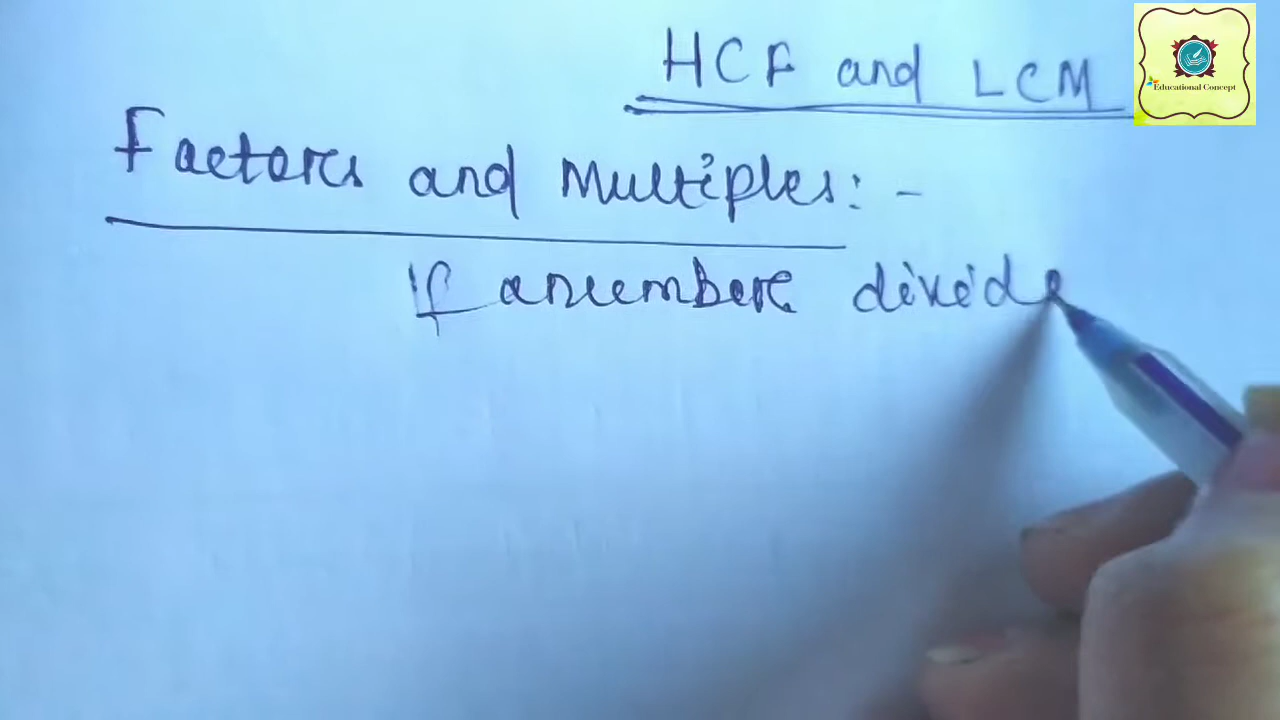 HCF and LCM
Educational Concept
Factors and Multiples: -
If a number divide